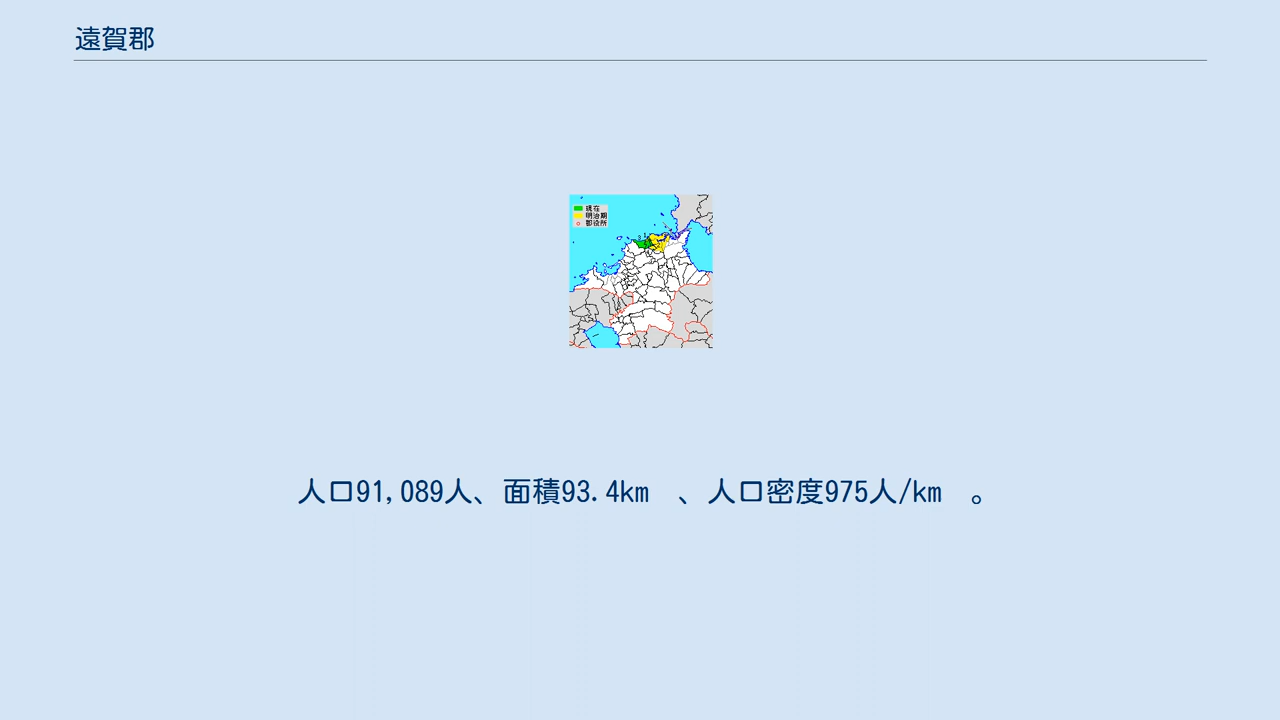 遠賀郡
現在
明治期
郡役所
人口91,089人、面積93.4km　、人口密度975人/km　。